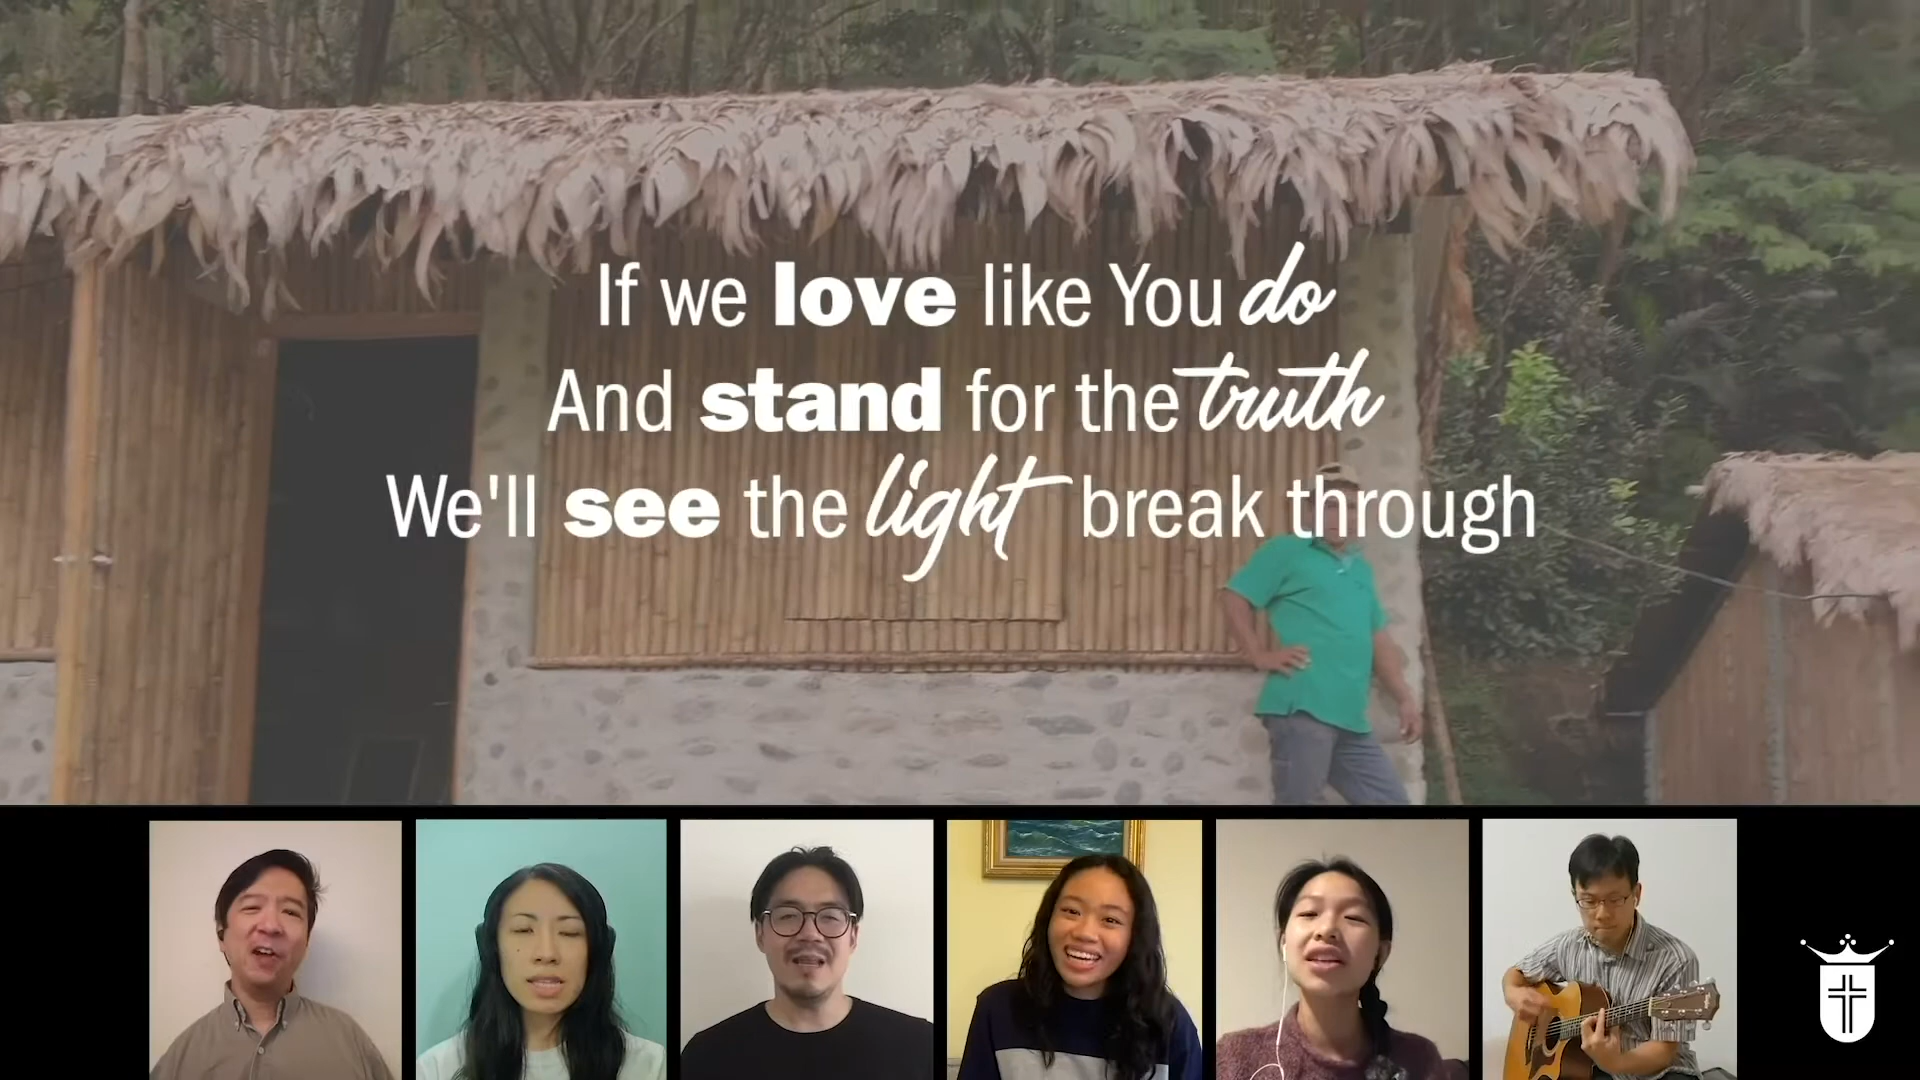 If we love like You do
And stand for the truth
We'll see the light break through